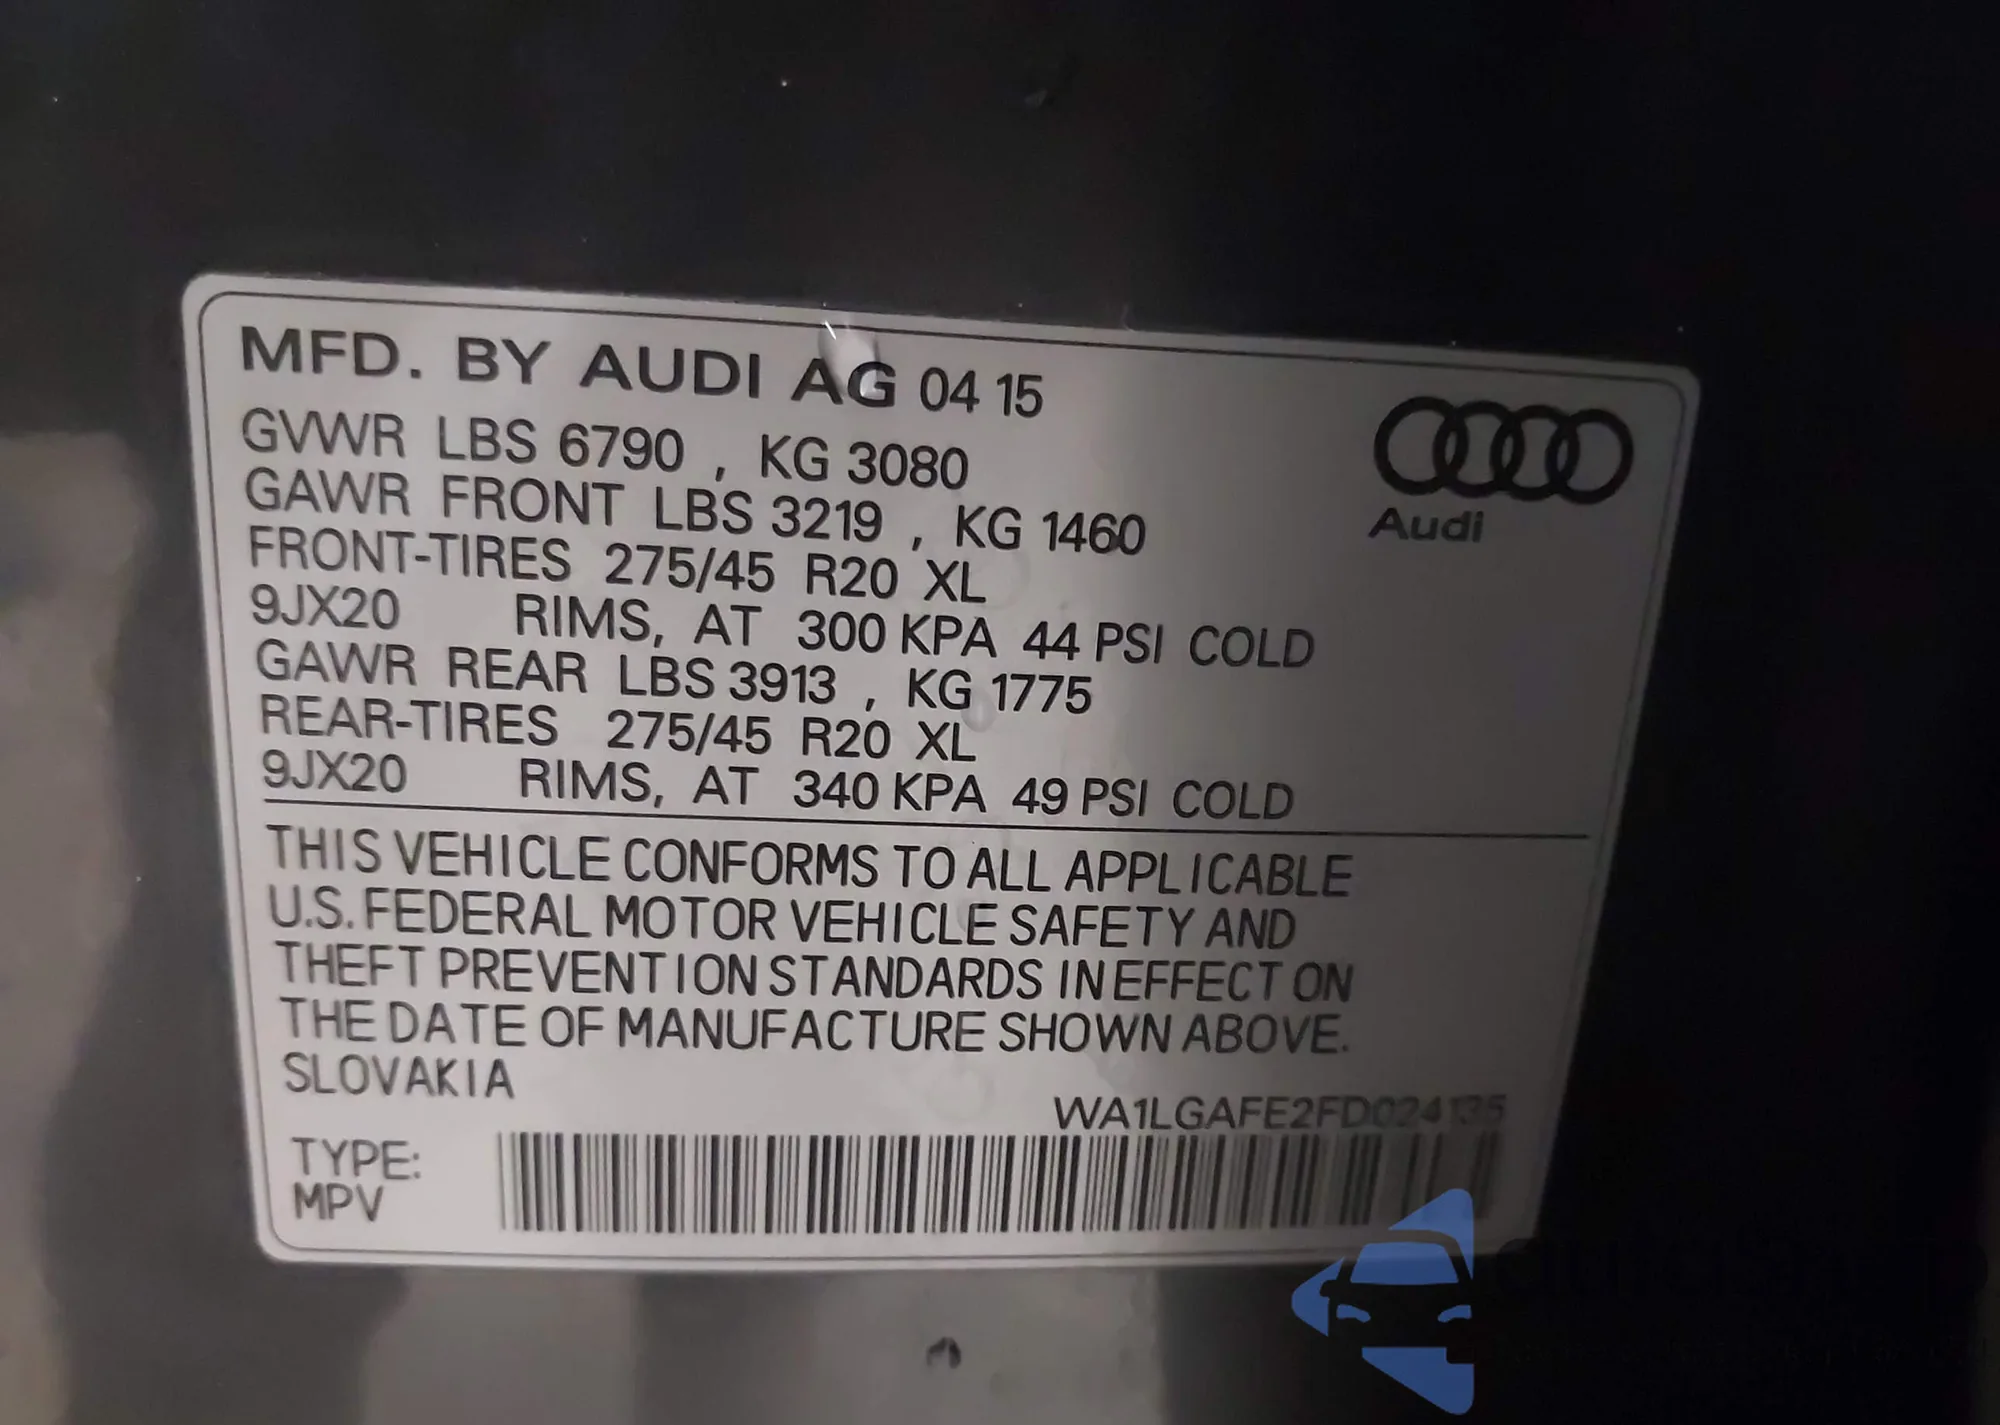 MFD. BY AUDI AG 04 15
GVWR LBS 6790 , KG 3080
GAWR FRONT LBS 3219 , KG 1460
FRONT-TIRES 275/45 R20 XL
9JX20 RIMS, AT 300 KPA 44 PSI COLD
GAWR REAR LBS 3913 , KG 1775
REAR-TIRES 275/45 R20 XL
9JX20 RIMS, AT 340 KPA 49 PSI COLD
Audi
THIS VEHICLE CONFORMS TO ALL APPLICABLE
U.S. FEDERAL MOTOR VEHICLE SAFETY AND
THEFT PREVENTION STANDARDS IN EFFECT ON
THE DATE OF MANUFACTURE SHOWN ABOVE.
SLOVAKIA
WA1LGAFE2FD024135
TYPE:
MPV